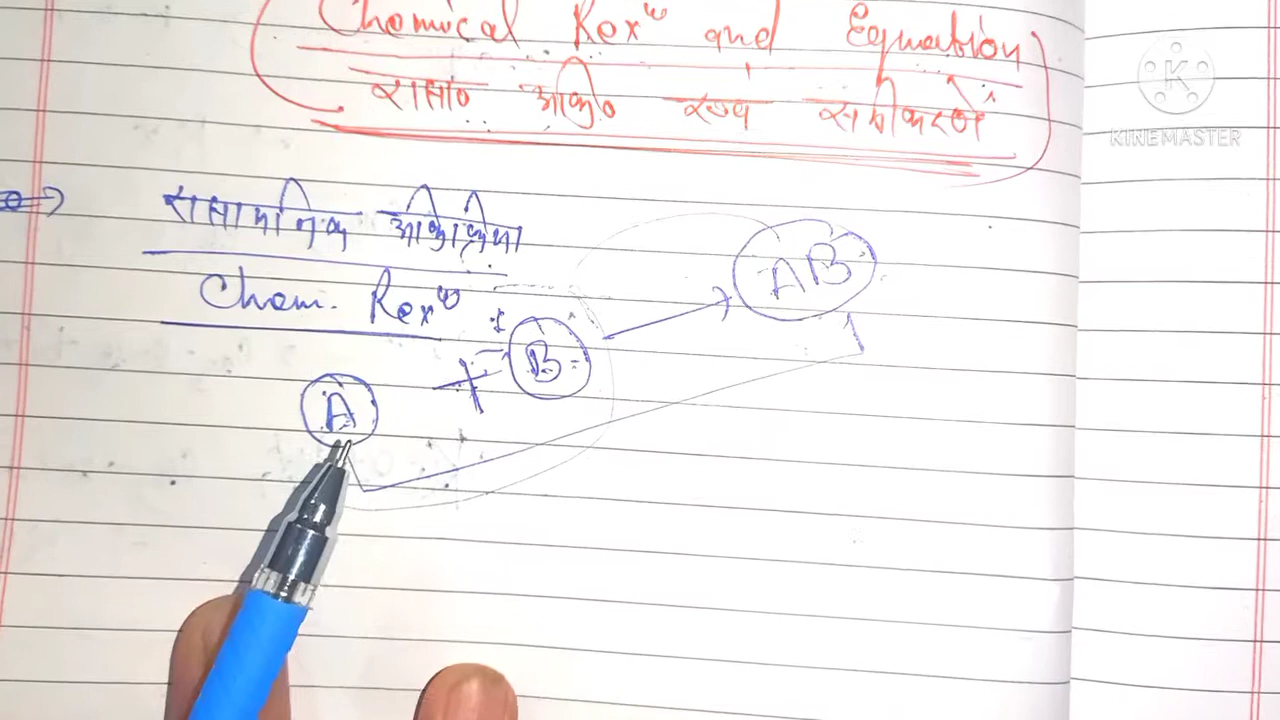 Chemical Rexⁿ and Equation
रासा० अभि० एवं समीकरणें
रासायनिक अभिक्रिया
Chem. Rexⁿ
A + B → AB
K
KINEMASTER